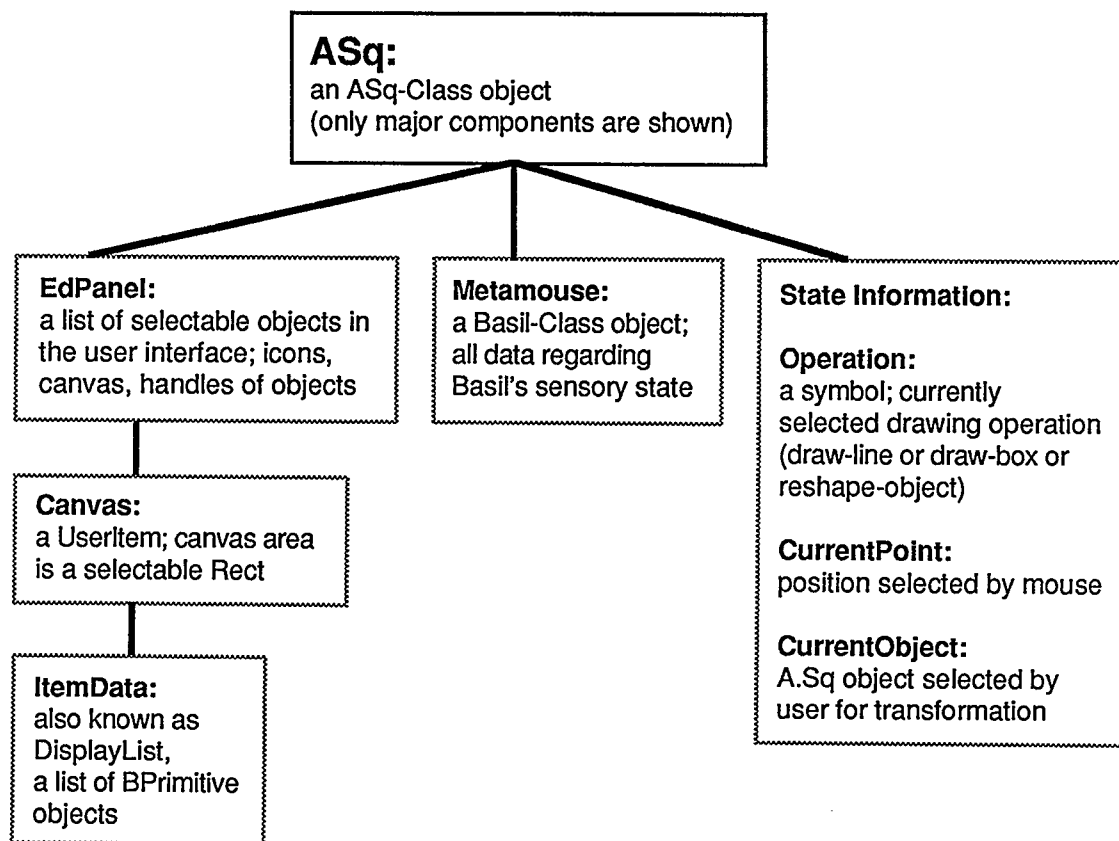 ASq:
an ASq-Class object
(only major components are shown)
EdPanel:
a list of selectable objects in
the user interface; icons,
canvas, handles of objects
Metamouse:
a Basil-Class object;
all data regarding
Basil's sensory state
State Information:
Operation:
a symbol; currently
selected drawing operation
(draw-line or draw-box or
reshape-object)
CurrentPoint:
position selected by mouse
CurrentObject:
A.Sq object selected by
user for transformation
Canvas:
a UserItem; canvas area
is a selectable Rect
ItemData:
also known as
DisplayList,
a list of BPrimitive
objects